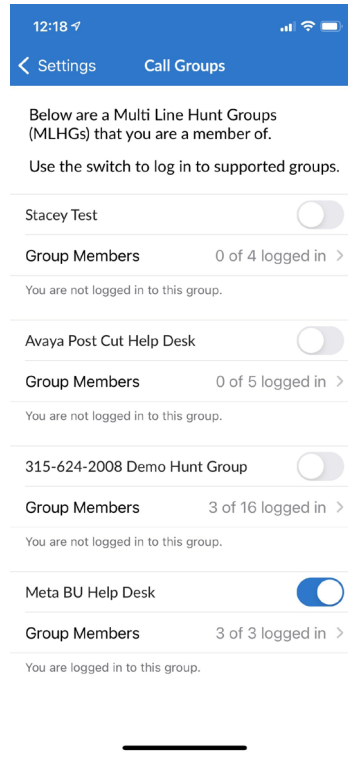 12:18
Settings
Call Groups
Below are a Multi Line Hunt Groups
(MLHGs) that you are a member of.
Use the switch to log in to supported groups.
Stacey Test
Group Members 0 of 4 logged in
You are not logged in to this group.
Avaya Post Cut Help Desk
Group Members 0 of 5 logged in
You are not logged in to this group.
315-624-2008 Demo Hunt Group
Group Members 3 of 16 logged in
You are not logged in to this group.
Meta BU Help Desk
Group Members 3 of 3 logged in
You are logged in to this group.